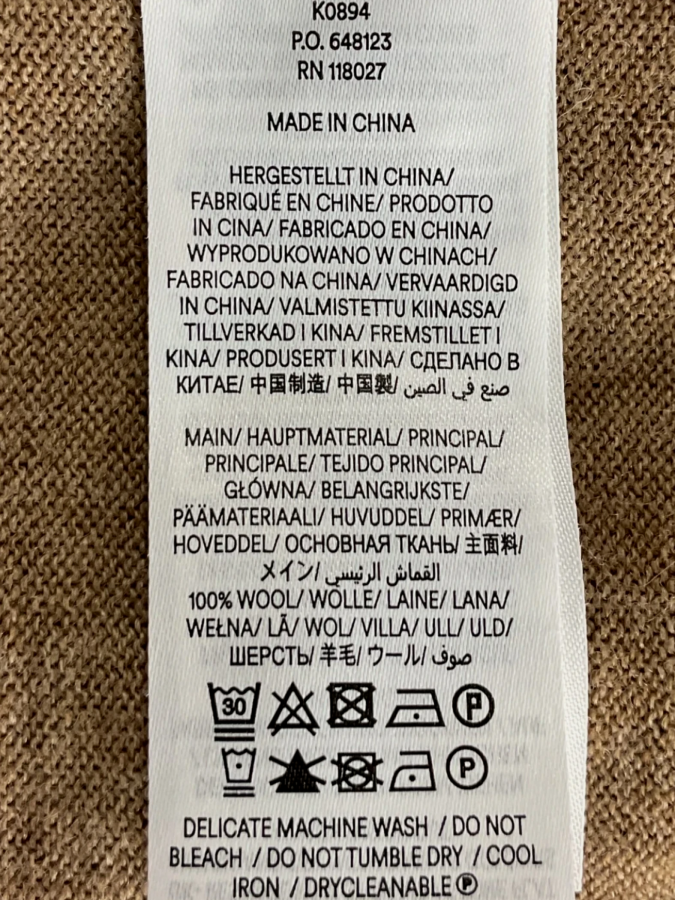 K0894
P.O. 648123
RN 118027
MADE IN CHINA
HERGESTELLT IN CHINA/
FABRIQUÉ EN CHINE/ PRODOTTO
IN CINA/ FABRICADO EN CHINA/
WYPRODUKOWANO W CHINACH/
FABRICADO NA CHINA/ VERVAARDIGD
IN CHINA/ VALMISTETTU KIINASSA/
TILLVERKAD I KINA/ FREMSTILLET I
KINA/ PRODUSERT I KINA/ СДЕЛАНО В
КИТАЕ/ 中国制造/ 中国製/ صنع في الصين
MAIN/ HAUPTMATERIAL/ PRINCIPAL/
PRINCIPALE/ TEJIDO PRINCIPAL/
GŁÓWNA/ BELANGRIJKSTE/
PÄÄMATERIAALI/ HUVUDDEL/ PRIMÆR/
HOVEDDEL/ ОСНОВНАЯ ТКАНЬ/ 主面料/
メイン/ القماش الرئيسي/
100% WOOL/ WOLLE/ LAINE/ LANA/
WEŁNA/ LÃ/ WOL/ VILLA/ ULL/ ULD/
ШЕРСТЬ/ 羊毛/ ウール/ صوف/
30 P
P
DELICATE MACHINE WASH / DO NOT
BLEACH / DO NOT TUMBLE DRY / COOL
IRON / DRYCLEANABLE Ⓟ